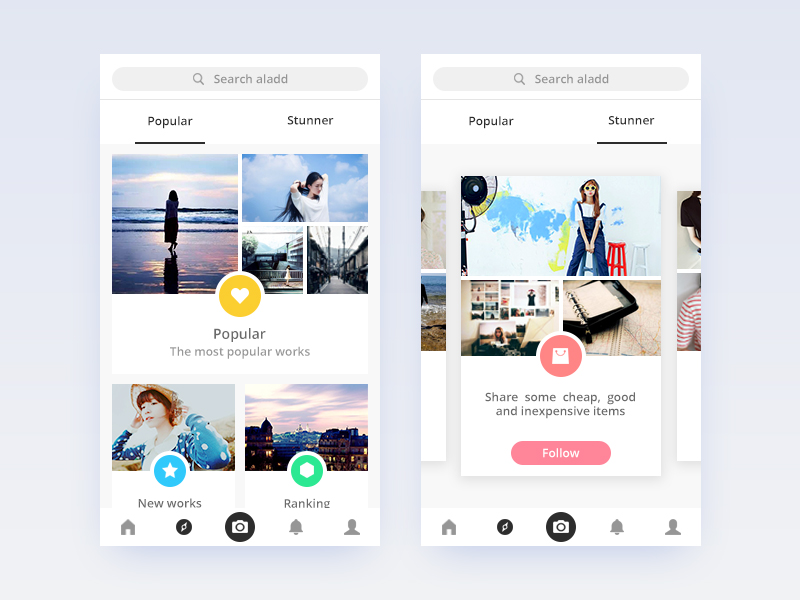 Search aladd
Popular
Stunner
Popular
The most popular works
New works
Ranking
Search aladd
Popular
Stunner
Share some cheap, good
and inexpensive items
Follow